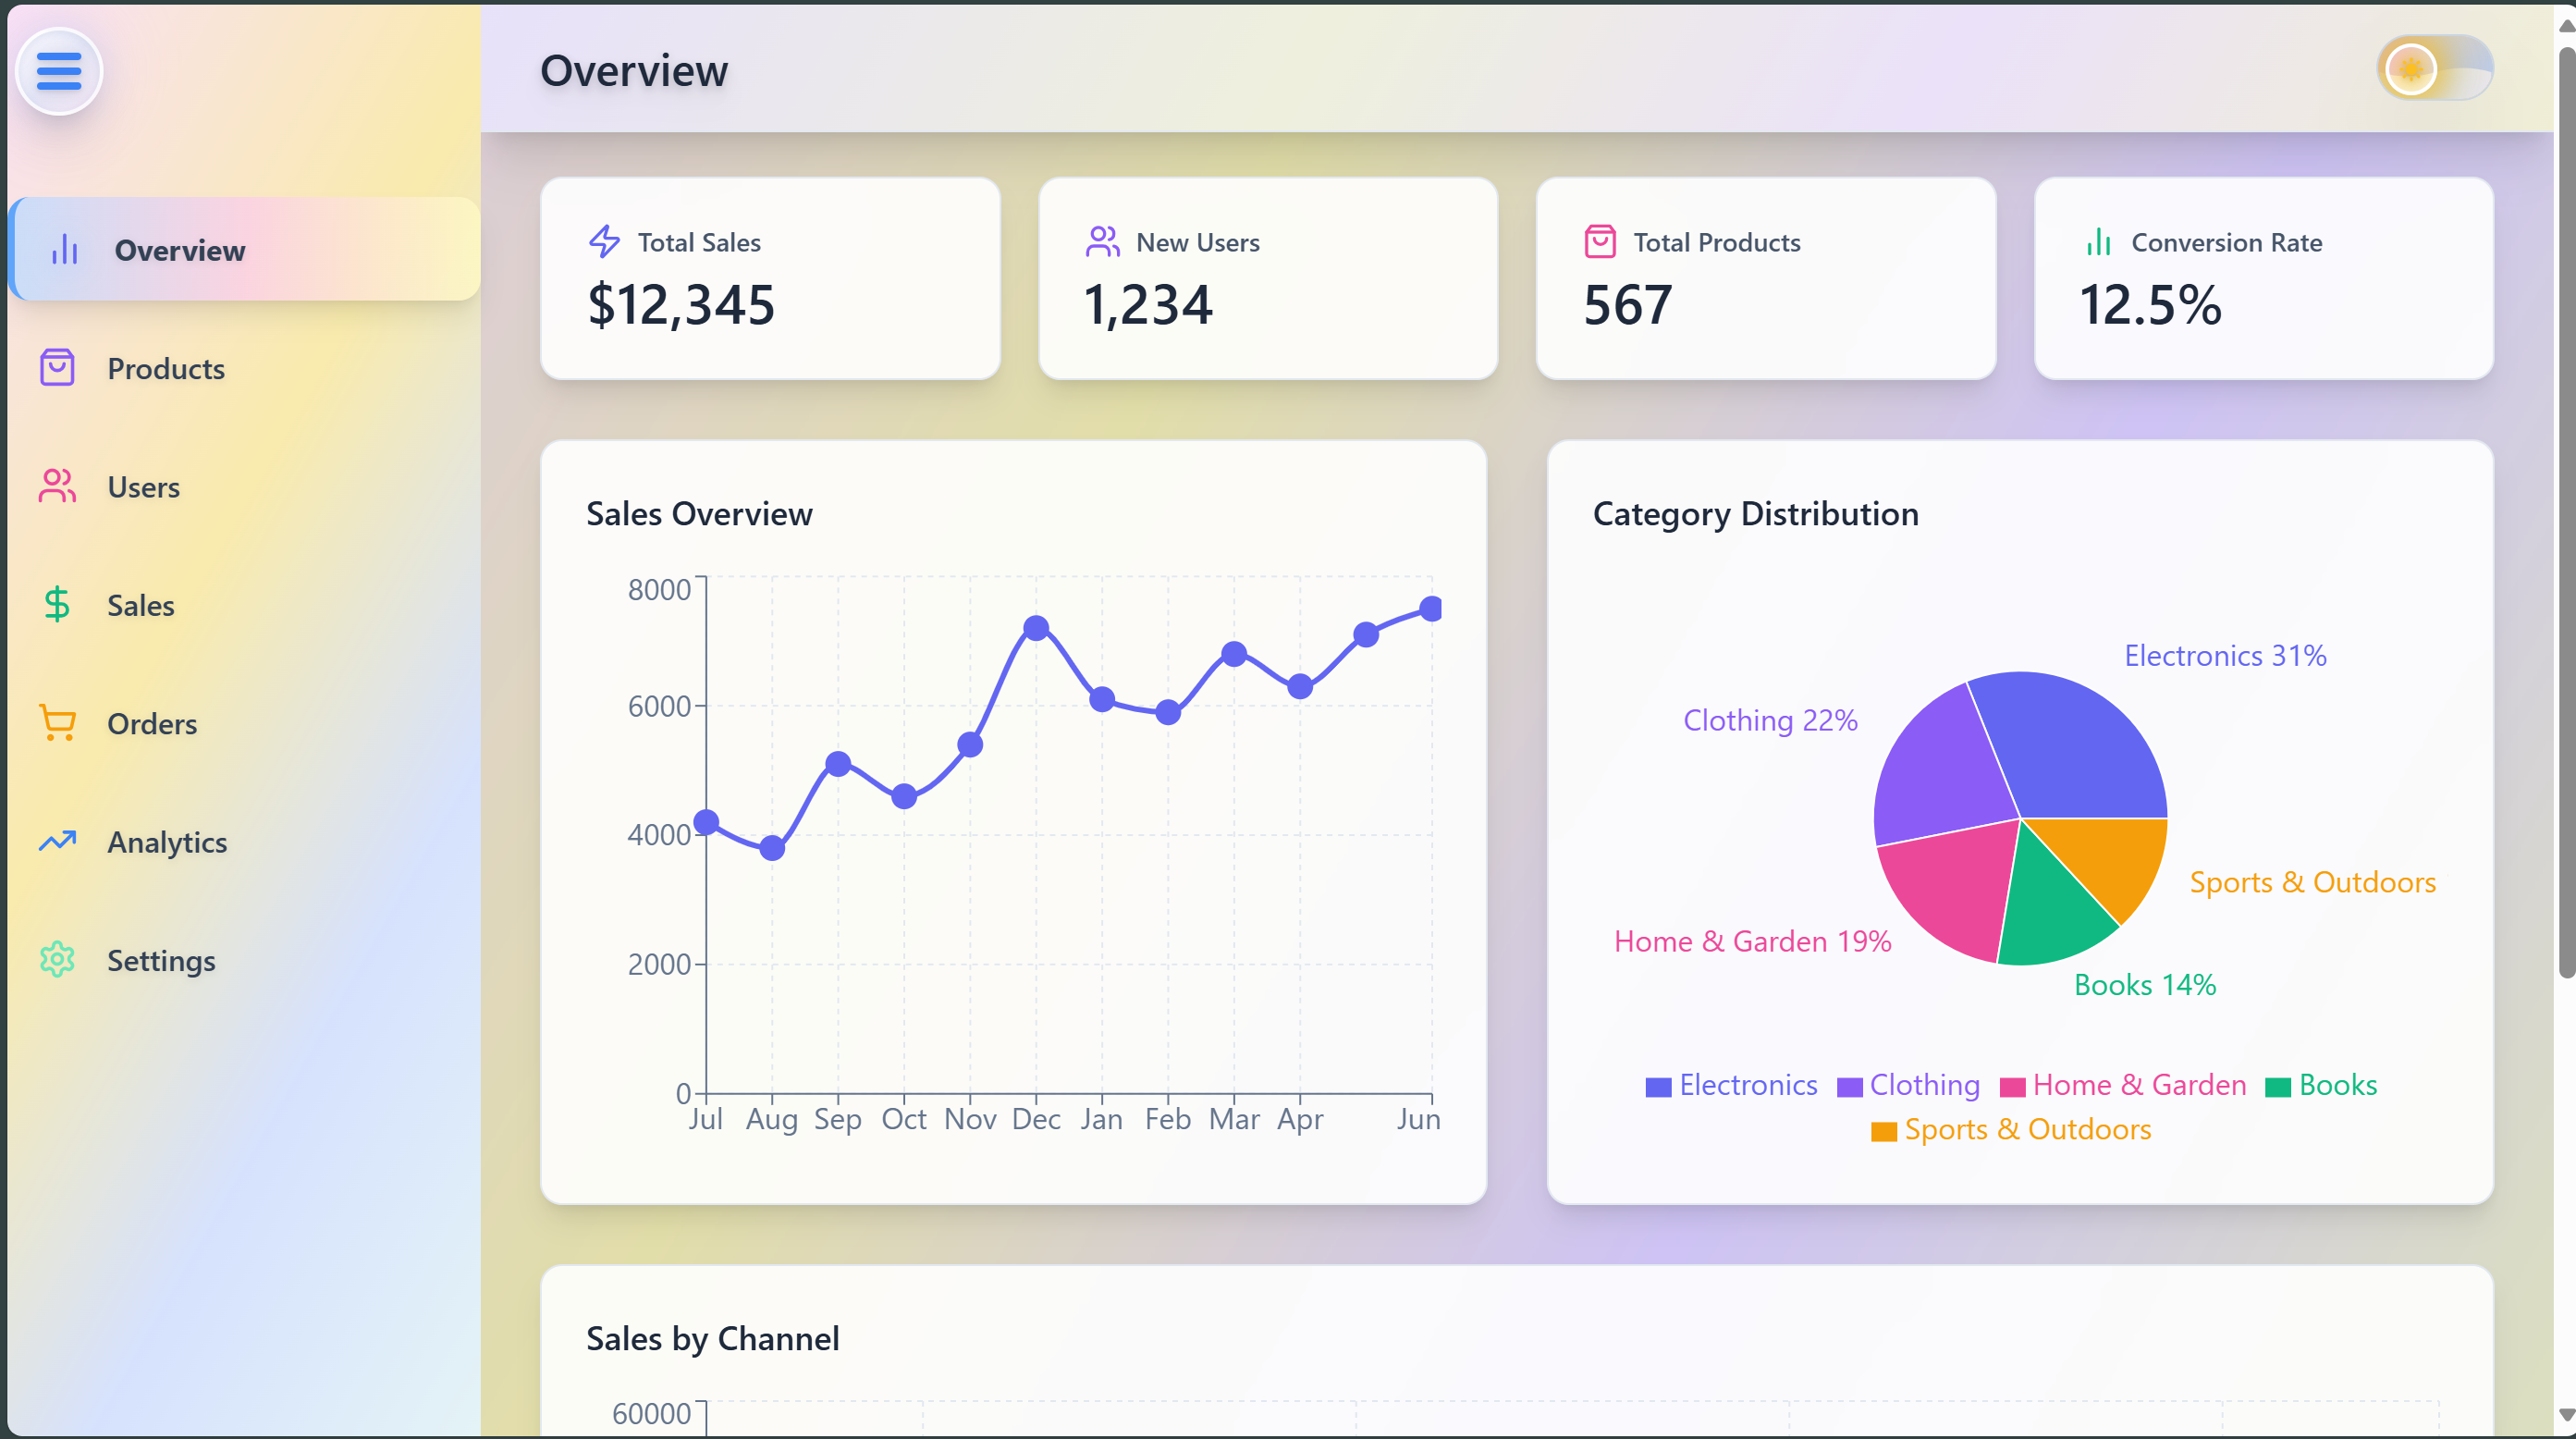 Overview
Overview
Products
Users
Sales
Orders
Analytics
Settings
Total Sales
$12,345
New Users
1,234
Total Products
567
Conversion Rate
12.5%
Sales Overview
8000
6000
4000
2000
0
Jul Aug Sep Oct Nov Dec Jan Feb Mar Apr Jun
Category Distribution
Electronics 31%
Clothing 22%
Sports & Outdoors
Home & Garden 19%
Books 14%
Electronics Clothing Home & Garden Books
Sports & Outdoors
Sales by Channel
60000